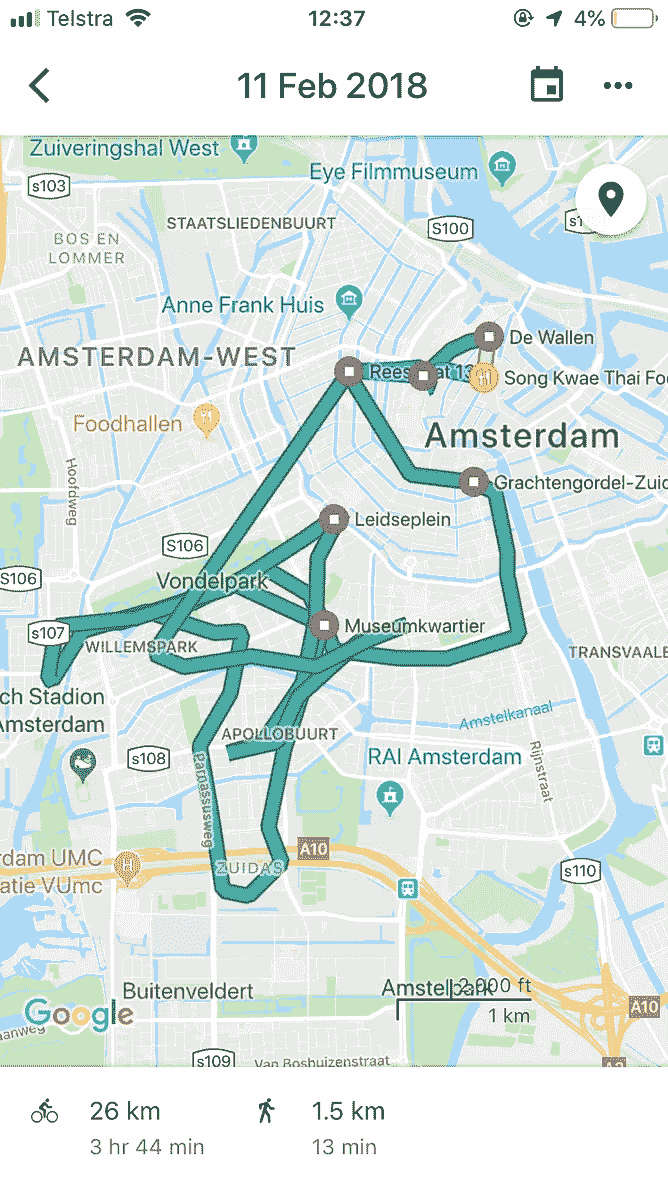 Telstra 12:37 4%
11 Feb 2018
Zuiveringshal West
Eye Filmmuseum
s103
STAATSLIEDENBUURT
S100
BOS EN
LOMMER
Anne Frank Huis
De Wallen
AMSTERDAM-WEST
Song Kwae Thai Foo
Foodhallen
Amsterdam
Hoofdweg
Grachtengordel-Zuid
Leidseplein
S106
S106
Vondelpark
Museumkwartier
s107
WILLEMSPARK
TRANSVAALB
ch Stadion
Amsterdam
Amstelkanaal
APOLLOBUURT
s108
RAI Amsterdam
Rijnstraat
Parnassusweg
A10
rdam UMC
atie VUmc
ZUIDAS
s110
Buitenveldert
Amstelpark
2,000 ft
1 km
Google
A10
aanweg
s109
Van Boshuizenstraat
26 km
3 hr 44 min
1.5 km
13 min